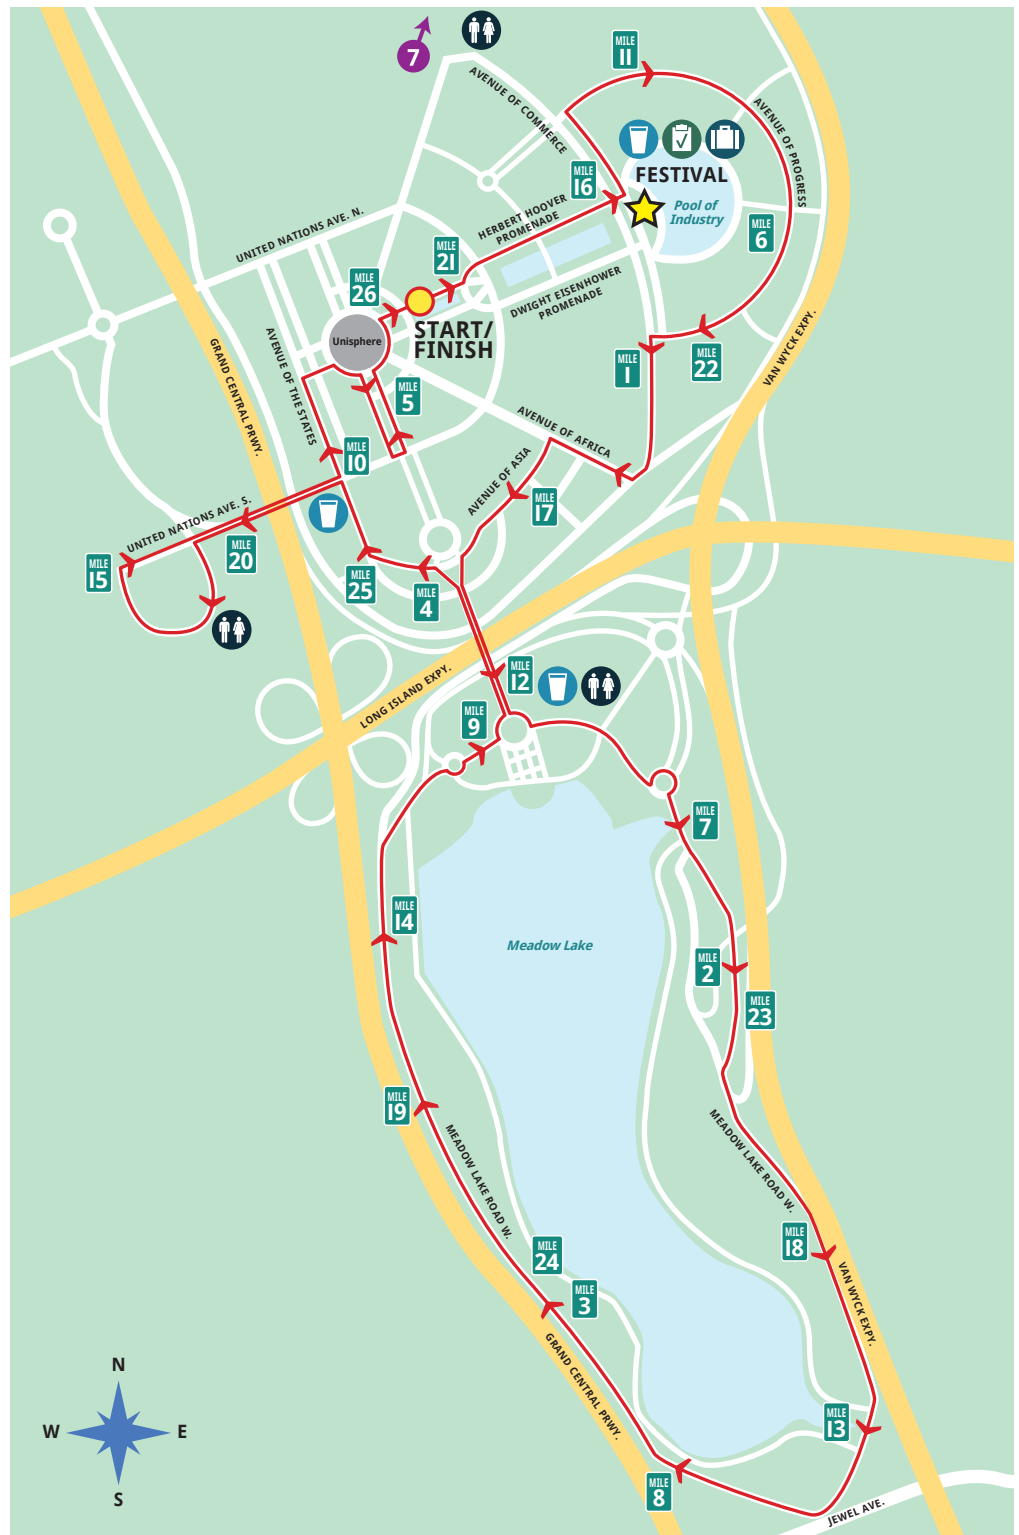 7
AVENUE OF COMMERCE
MILE
11
AVENUE OF PROGRESS
FESTIVAL
Pool of
Industry
MILE
16
HERBERT HOOVER
PROMENADE
UNITED NATIONS AVE. N.
MILE
6
MILE
21
MILE
26
DWIGHT EISENHOWER
PROMENADE
START/
FINISH
Unisphere
MILE
1
MILE
22
VAN WYCK EXPY.
GRAND CENTRAL PRWY.
AVENUE OF THE STATES
MILE
5
AVENUE OF AFRICA
MILE
10
AVENUE OF ASIA
MILE
17
UNITED NATIONS AVE. S.
MILE
20
MILE
15
MILE
25
MILE
4
LONG ISLAND EXPY.
MILE
12
MILE
9
MILE
7
MILE
14
Meadow Lake
MILE
2
MILE
23
MILE
19
MEADOW LAKE ROAD W.
MEADOW LAKE ROAD W.
MILE
18
MILE
24
MILE
3
VAN WYCK EXPY.
GRAND CENTRAL PRWY.
MILE
13
MILE
8
JEWEL AVE.
N
W
E
S